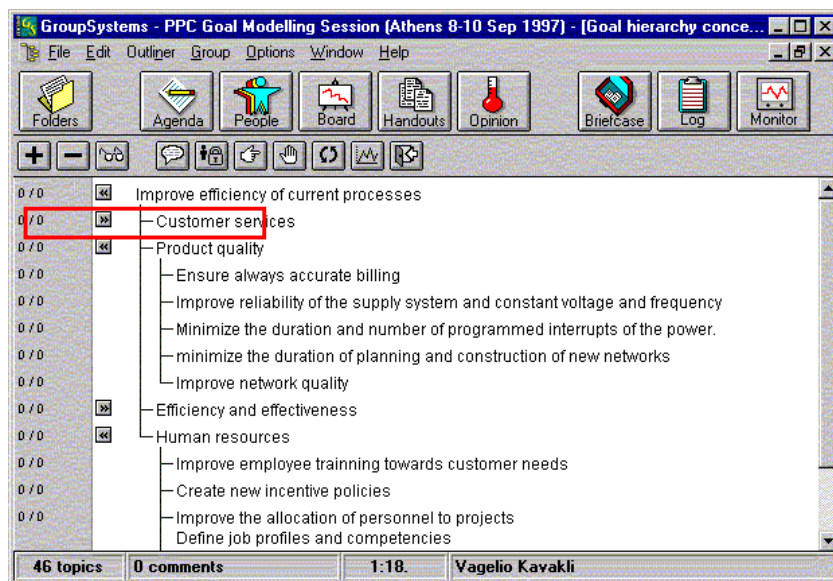 GroupSystems - PPC Goal Modelling Session (Athens 8-10 Sep 1997) - [Goal hierarchy conce...
File Edit Outliner Group Options Window Help
Folders Agenda People Board Handouts Opinion Briefcase Log Monitor
0 / 0 Improve efficiency of current processes
0 / 0 Customer services
0 / 0 Product quality
0 / 0 Ensure always accurate billing
0 / 0 Improve reliability of the supply system and constant voltage and frequency
0 / 0 Minimize the duration and number of programmed interrupts of the power.
0 / 0 minimize the duration of planning and construction of new networks
0 / 0 Improve network quality
0 / 0 Efficiency and effectiveness
0 / 0 Human resources
0 / 0 Improve employee trainning towards customer needs
0 / 0 Create new incentive policies
0 / 0 Improve the allocation of personnel to projects
Define job profiles and competencies
46 topics 0 comments 1:18. Vagelio Kavakli